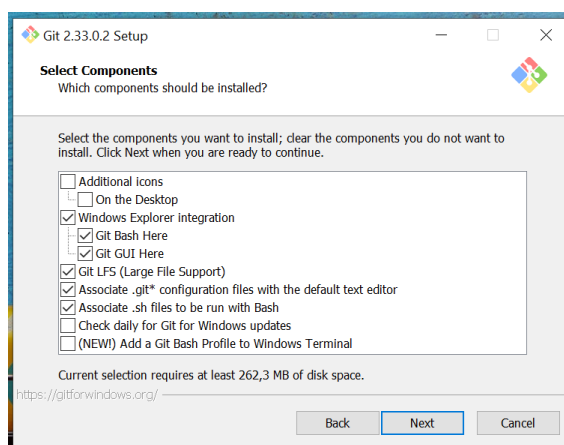 Git 2.33.0.2 Setup
Select Components
Which components should be installed?
Select the components you want to install; clear the components you do not want to
install. Click Next when you are ready to continue.
Additional icons
On the Desktop
Windows Explorer integration
Git Bash Here
Git GUI Here
Git LFS (Large File Support)
Associate .git* configuration files with the default text editor
Associate .sh files to be run with Bash
Check daily for Git for Windows updates
(NEW!) Add a Git Bash Profile to Windows Terminal
Current selection requires at least 262,3 MB of disk space.
https://gitforwindows.org/
Back Next Cancel